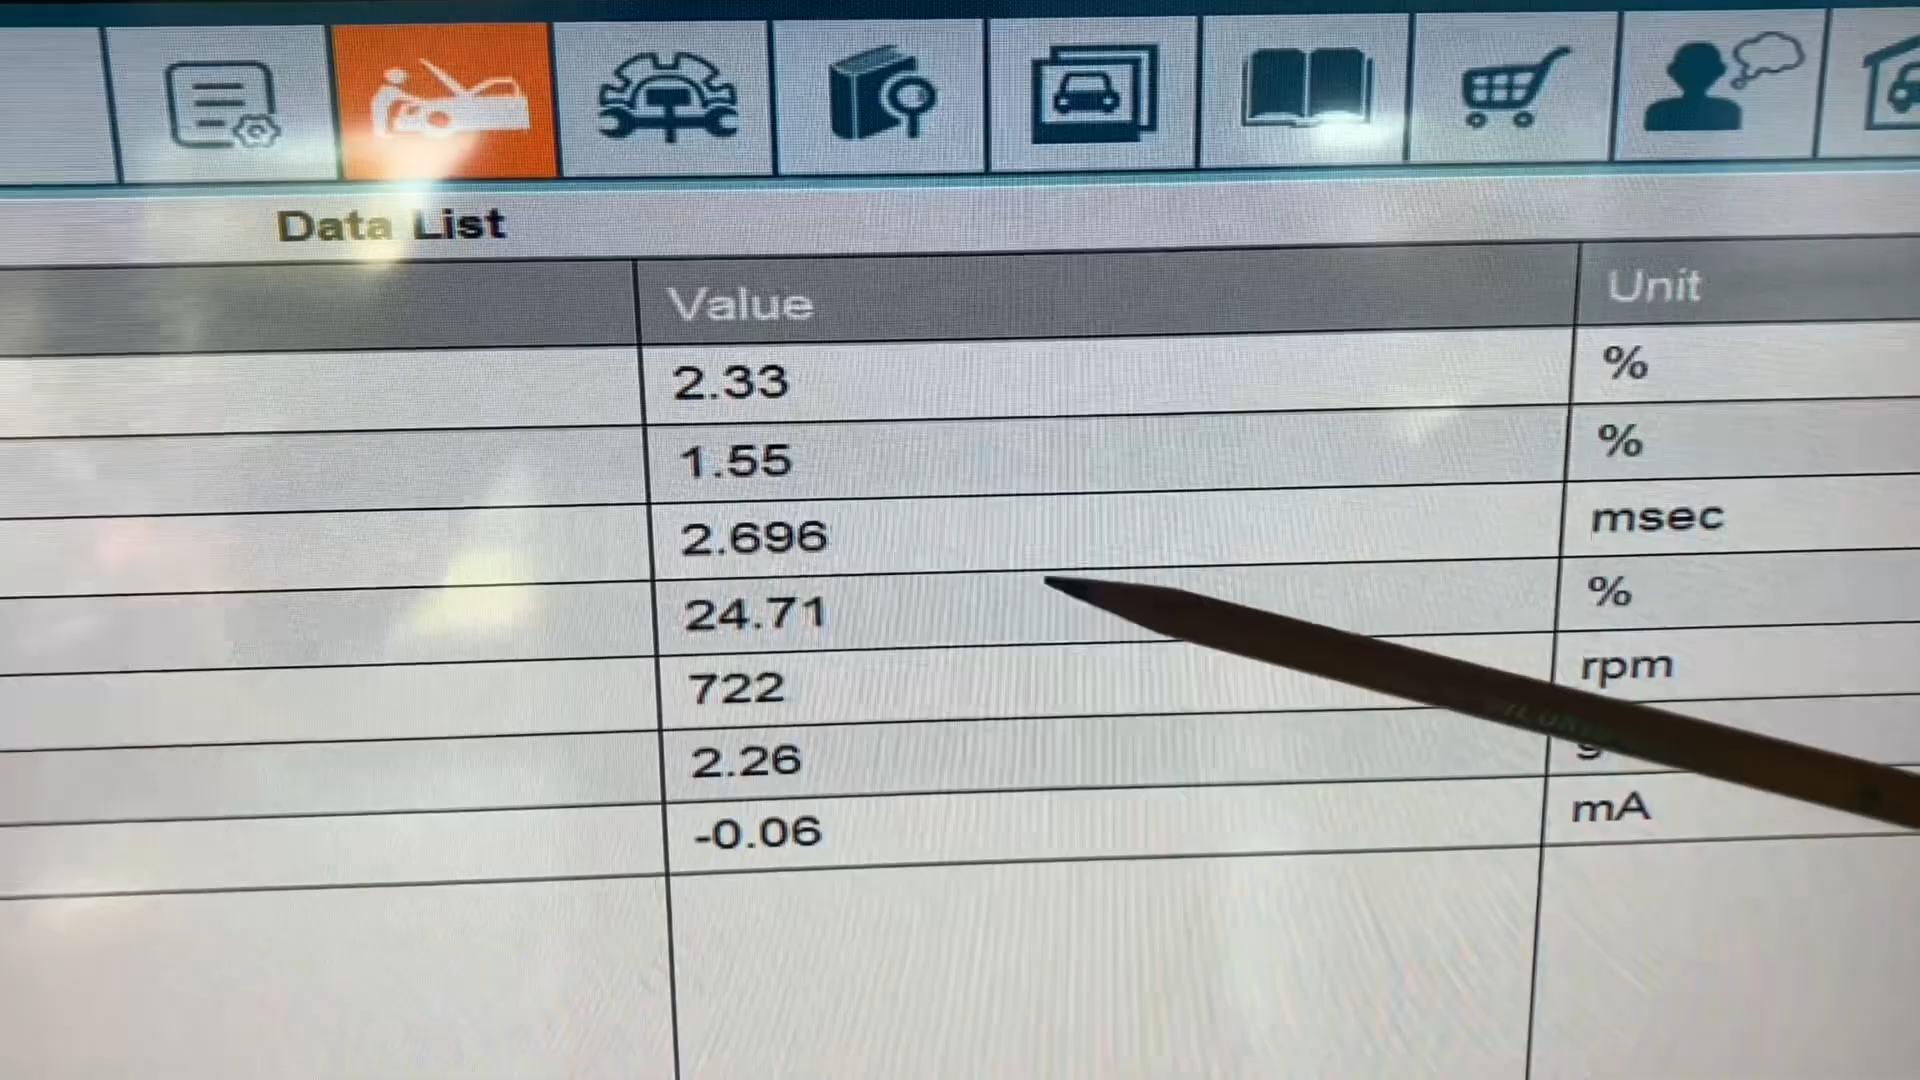 Data List
Value Unit
2.33 %
1.55 %
2.696 msec
24.71 %
722 rpm
2.26
-0.06 mA